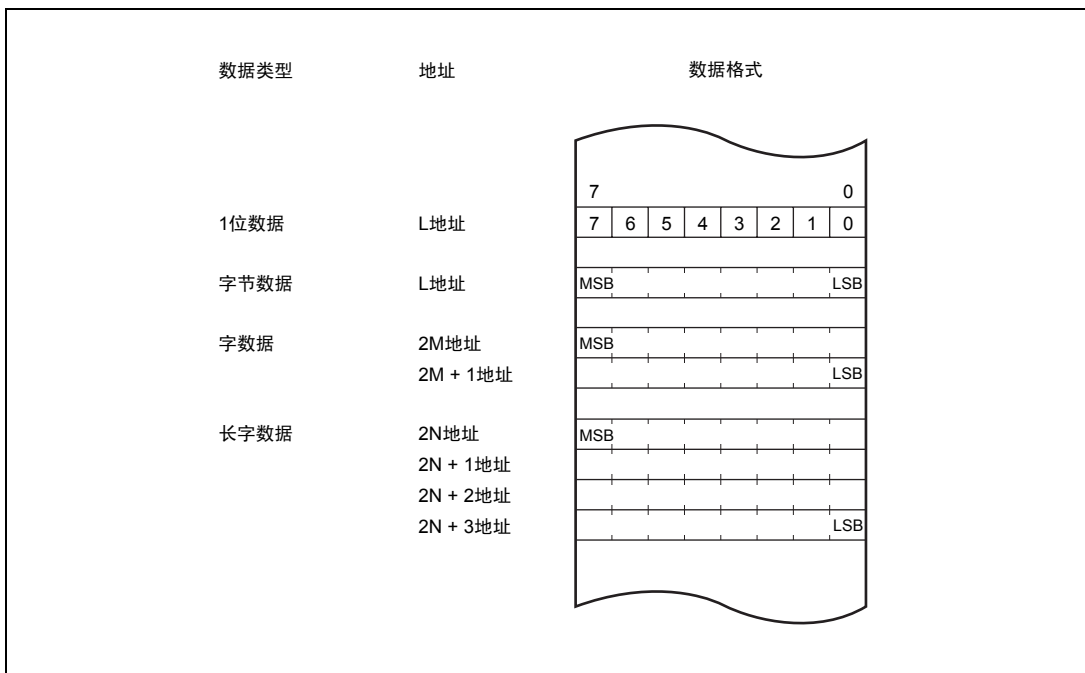 数据类型 地址 数据格式
7 0
1位数据 L地址 7 6 5 4 3 2 1 0
字节数据 L地址 MSB LSB
字数据 2M地址 MSB
2M + 1地址 LSB
长字数据 2N地址 MSB
2N + 1地址
2N + 2地址
2N + 3地址 LSB